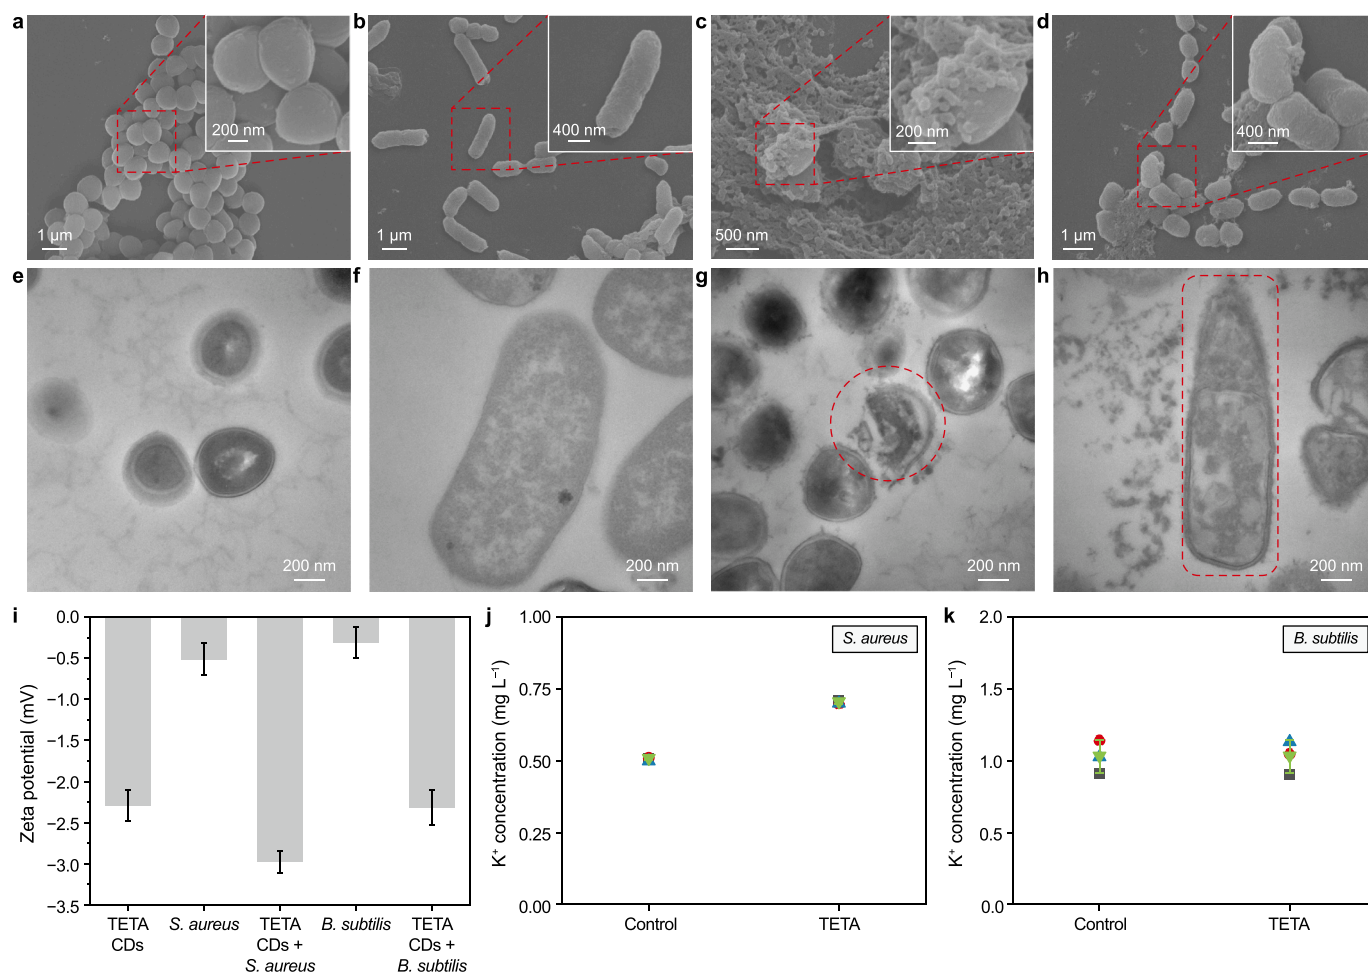 a
200 nm
1 μm
b
400 nm
1 μm
c
200 nm
500 nm
d
400 nm
1 μm
e
200 nm
f
200 nm
g
200 nm
h
200 nm
i
Zeta potential (mV)
0.0
−0.5
−1.0
−1.5
−2.0
−2.5
−3.0
−3.5
TETA
CDs
S. aureus
TETA
CDs +
S. aureus
B. subtilis
TETA
CDs +
B. subtilis
j
K⁺ concentration (mg L⁻¹)
1.00
0.75
0.50
0.25
0.00
S. aureus
Control
TETA
k
K⁺ concentration (mg L⁻¹)
2.0
1.5
1.0
0.5
0.0
B. subtilis
Control
TETA